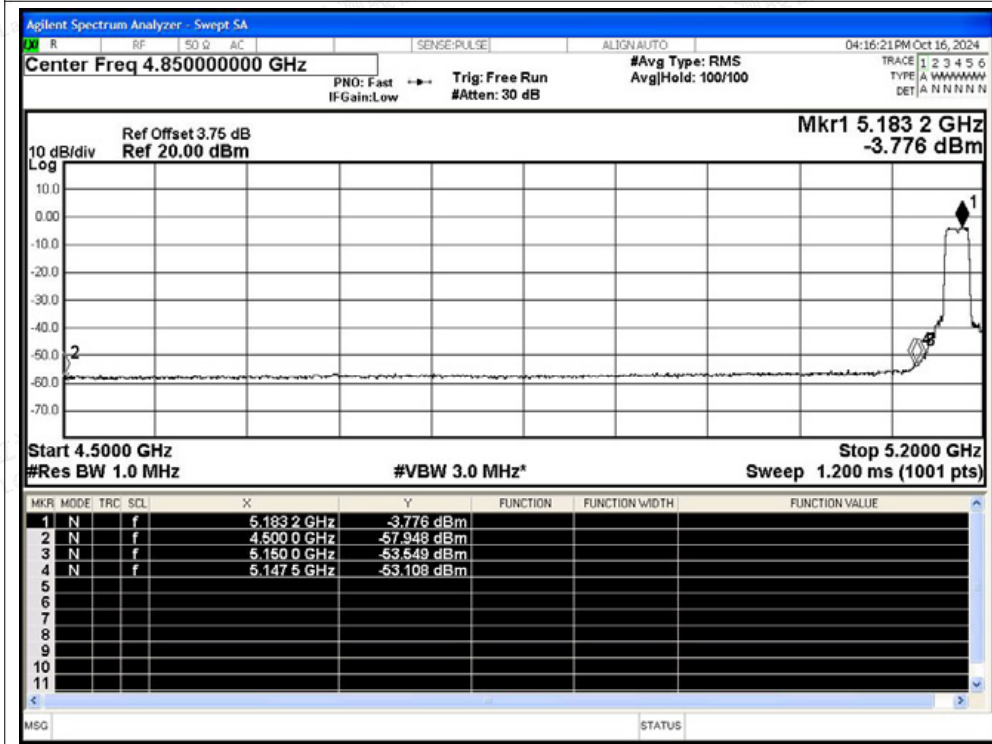 Agilent Spectrum Analyzer - Swept SA
LXI R RF 50 Ω AC SENSE:PULSE ALIGN AUTO 04:16:21 PM Oct 16, 2024
Center Freq 4.850000000 GHz
PNO: Fast
IFGain:Low
Trig: Free Run
#Atten: 30 dB
#Avg Type: RMS
Avg|Hold: 100/100
TRACE 1 2 3 4 5 6
TYPE A WWWWW
DET A N N N N N
Mkr1 5.183 2 GHz
-3.776 dBm
Ref Offset 3.75 dB
10 dB/div Ref 20.00 dBm
Log
10.0
0.00
-10.0
-20.0
-30.0
-40.0
-50.0
-60.0
-70.0
1
2
Start 4.5000 GHz Stop 5.2000 GHz
#Res BW 1.0 MHz #VBW 3.0 MHz* Sweep 1.200 ms (1001 pts)
MKR MODE TRC SCL X Y FUNCTION FUNCTION WIDTH FUNCTION VALUE
1 N f 5.183 2 GHz -3.776 dBm
2 N f 4.500 0 GHz -57.948 dBm
3 N f 5.150 0 GHz -53.549 dBm
4 N f 5.147 5 GHz -53.108 dBm
5
6
7
8
9
10
11
MSG STATUS